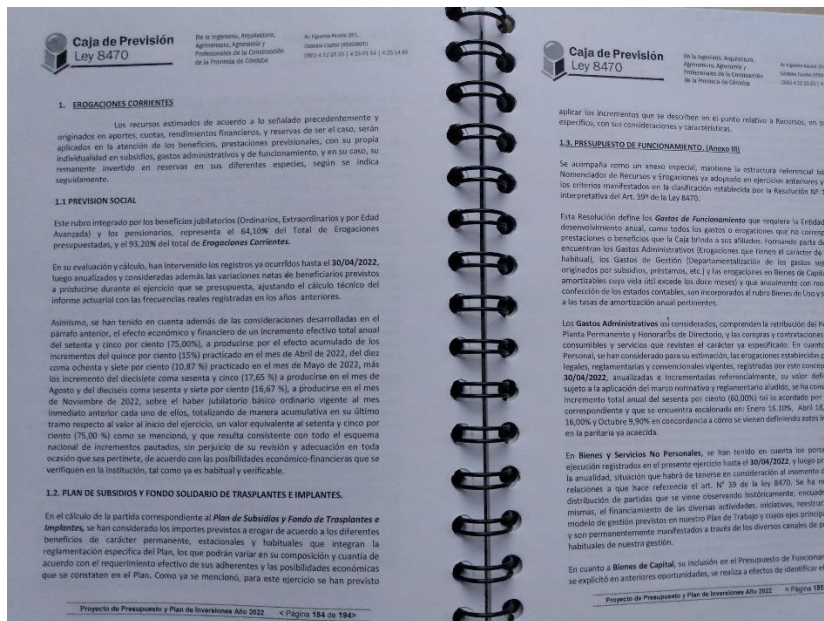 Caja de Previsión
Ley 8470
De la Ingeniería, Arquitectura,
Agrimensura, Agronomía y
Profesionales de la Construcción
de la Provincia de Córdoba
1. EROGACIONES CORRIENTES
Los recursos estimados de acuerdo a lo señalado precedentemente y
originados en aportes, cuotas, rendimientos financieros, y reservas de ser el caso, serán
aplicados en la atención de los beneficios, prestaciones previsionales, con su propia
individualidad en subsidios, gastos administrativos y de funcionamiento, y en su caso, su
remanente invertido en reservas en sus diferentes especies, según se indica
seguidamente.
1.1 PREVISION SOCIAL
Este rubro integrado por los beneficios jubilatorios (Ordinarios, Extraordinarios y por Edad
Avanzada) y los pensionarios, representa el 64,10% del Total de Erogaciones
presupuestadas, y el 93,20% del total de Erogaciones Corrientes.
En su evaluación y cálculo, han intervenido los registros ya ocurridos hasta el 30/04/2022,
luego anualizados y consideradas además las variaciones netas de beneficiarios previstos
a producirse durante el ejercicio que se presupuesta, ajustando el cálculo técnico del
informe actuarial con las frecuencias reales registradas en los años anteriores.
Asimismo, se han tenido en cuenta además de las consideraciones desarrolladas en el
párrafo anterior, el efecto económico y financiero de un incremento efectivo total anual
del setenta y cinco por ciento (75,00%), a producirse por el efecto acumulado de los
incrementos del quince por ciento (15%) practicado en el mes de Abril de 2022, del diez
coma ochenta y siete por ciento (10,87 %) practicado en el mes de Mayo de 2022, más
los incremento del diecisiete coma sesenta y cinco (17,65 %) a producirse en el mes de
Agosto y del dieciseis coma sesenta y siete por ciento (16,67 %), a producirse en el mes
de Noviembre de 2022, sobre el haber jubilatorio básico ordinario vigente al mes
inmediato anterior cada uno de ellos, totalizando de manera acumulativa en su último
tramo respecto al valor al inicio del ejercicio, un valor equivalente al setenta y cinco por
ciento (75,00 %) como se mencionó, y que resulta consistente con todo el esquema
nacional de incrementos pautados, sin perjuicio de su revisión y adecuación en toda
ocasión que sea pertinente, de acuerdo con las posibilidades económico-financieras que se
verifiquen en la Institución, tal como ya es habitual y verificable.
1.2. PLAN DE SUBSIDIOS Y FONDO SOLIDARIO DE TRASPLANTES E IMPLANTES.
En el cálculo de la partida correspondiente al Plan de Subsidios y Fondo de Trasplantes e
Implantes, se han considerado los importes previstos a erogar de acuerdo a los diferentes
beneficios de carácter permanente, estacionales y habituales que integran la
reglamentación específica del Plan, los que podrán variar en su composición y cuantía de
acuerdo con el requerimiento efectivo de sus adherentes y las posibilidades económicas
que se constaten en el Plan. Como ya se mencionó, para este ejercicio se han previsto
Proyecto de Presupuesto y Plan de Inversiones Año 2022 < Página 184 de 194>
Caja de Previsión
Ley 8470
De la Ingeniería, Arquitectura,
Agrimensura, Agronomía y
Profesionales de la Construcción
de la Provincia de Córdoba
aplicar los incrementos que se describen en el punto relativo a Recursos, en
específico, con sus consideraciones y características.
1.3. PRESUPUESTO DE FUNCIONAMIENTO. (Anexo III)
Se acompaña como un anexo especial, mantiene la estructura referencial
Nomenclador de Recursos y Erogaciones ya adoptado en ejercicios anteriores y
los criterios manifestados en la clasificación establecida por la Resolución Nº
interpretativa del Art. 39º de la Ley 8470.
Esta Resolución define los Gastos de Funcionamiento que requiere la Entidad
desenvolvimiento anual, como todos los gastos o erogaciones que no
prestaciones o beneficios que la Caja brinda a sus afiliados. Formando parte
encuentran los Gastos Administrativos (Erogaciones que tienen el carácter de
habitual), los Gastos de Gestión (Departamentalización de los gastos
originados por subsidios, préstamos, etc.) y las erogaciones en Bienes de
amortizables cuya vida útil excede los doce meses) y que anualmente con
confección de los estados contables, son incorporados al rubro Bienes de Uso y
a las tasas de amortización anual pertinentes.
Los Gastos Administrativos así considerados, comprenden la retribución del
Planta Permanente y Honorarios de Directorio, y las compras y contrataciones
consumibles y servicios que revisten el carácter ya especificado. En cuanto
Personal, se han considerado para su estimación, las erogaciones establecidas
legales, reglamentarias y convencionales vigentes, registradas por este
30/04/2022, anualizadas e incrementadas referencialmente, su valor
sujeto a la aplicación del marco normativo y reglamentario aludido, se ha
incremento total anual del sesenta por ciento (60,00%) tal lo acordado por
correspondiente y que se encuentra escalonada en: Enero 16.10%, Abril
16,00% y Octubre 9,90% en concordancia a cómo se vienen definiendo estos
en la paritaria ya acaecida.
En Bienes y Servicios No Personales, se han tenido en cuenta los
ejecución registrados en el presente ejercicio hasta el 30/04/2022, y luego
la anualidad, situación que habrá de tenerse en consideración al momento
relaciones a que hace referencia el art. Nº 39 de la ley 8470. Se ha
distribución de partidas que se viene observando históricamente,
mismas, el financiamiento de las diversas actividades, iniciativas,
modelo de gestión previstos en nuestro Plan de Trabajo y cuyos ejes
y son permanentemente manifestados a través de los diversos canales de
habituales de nuestra gestión.
En cuanto a Bienes de Capital, su inclusión en el Presupuesto de
se explicitó en anteriores oportunidades, se realiza a efectos de identificar
Proyecto de Presupuesto y Plan de Inversiones Año 2022 < Página